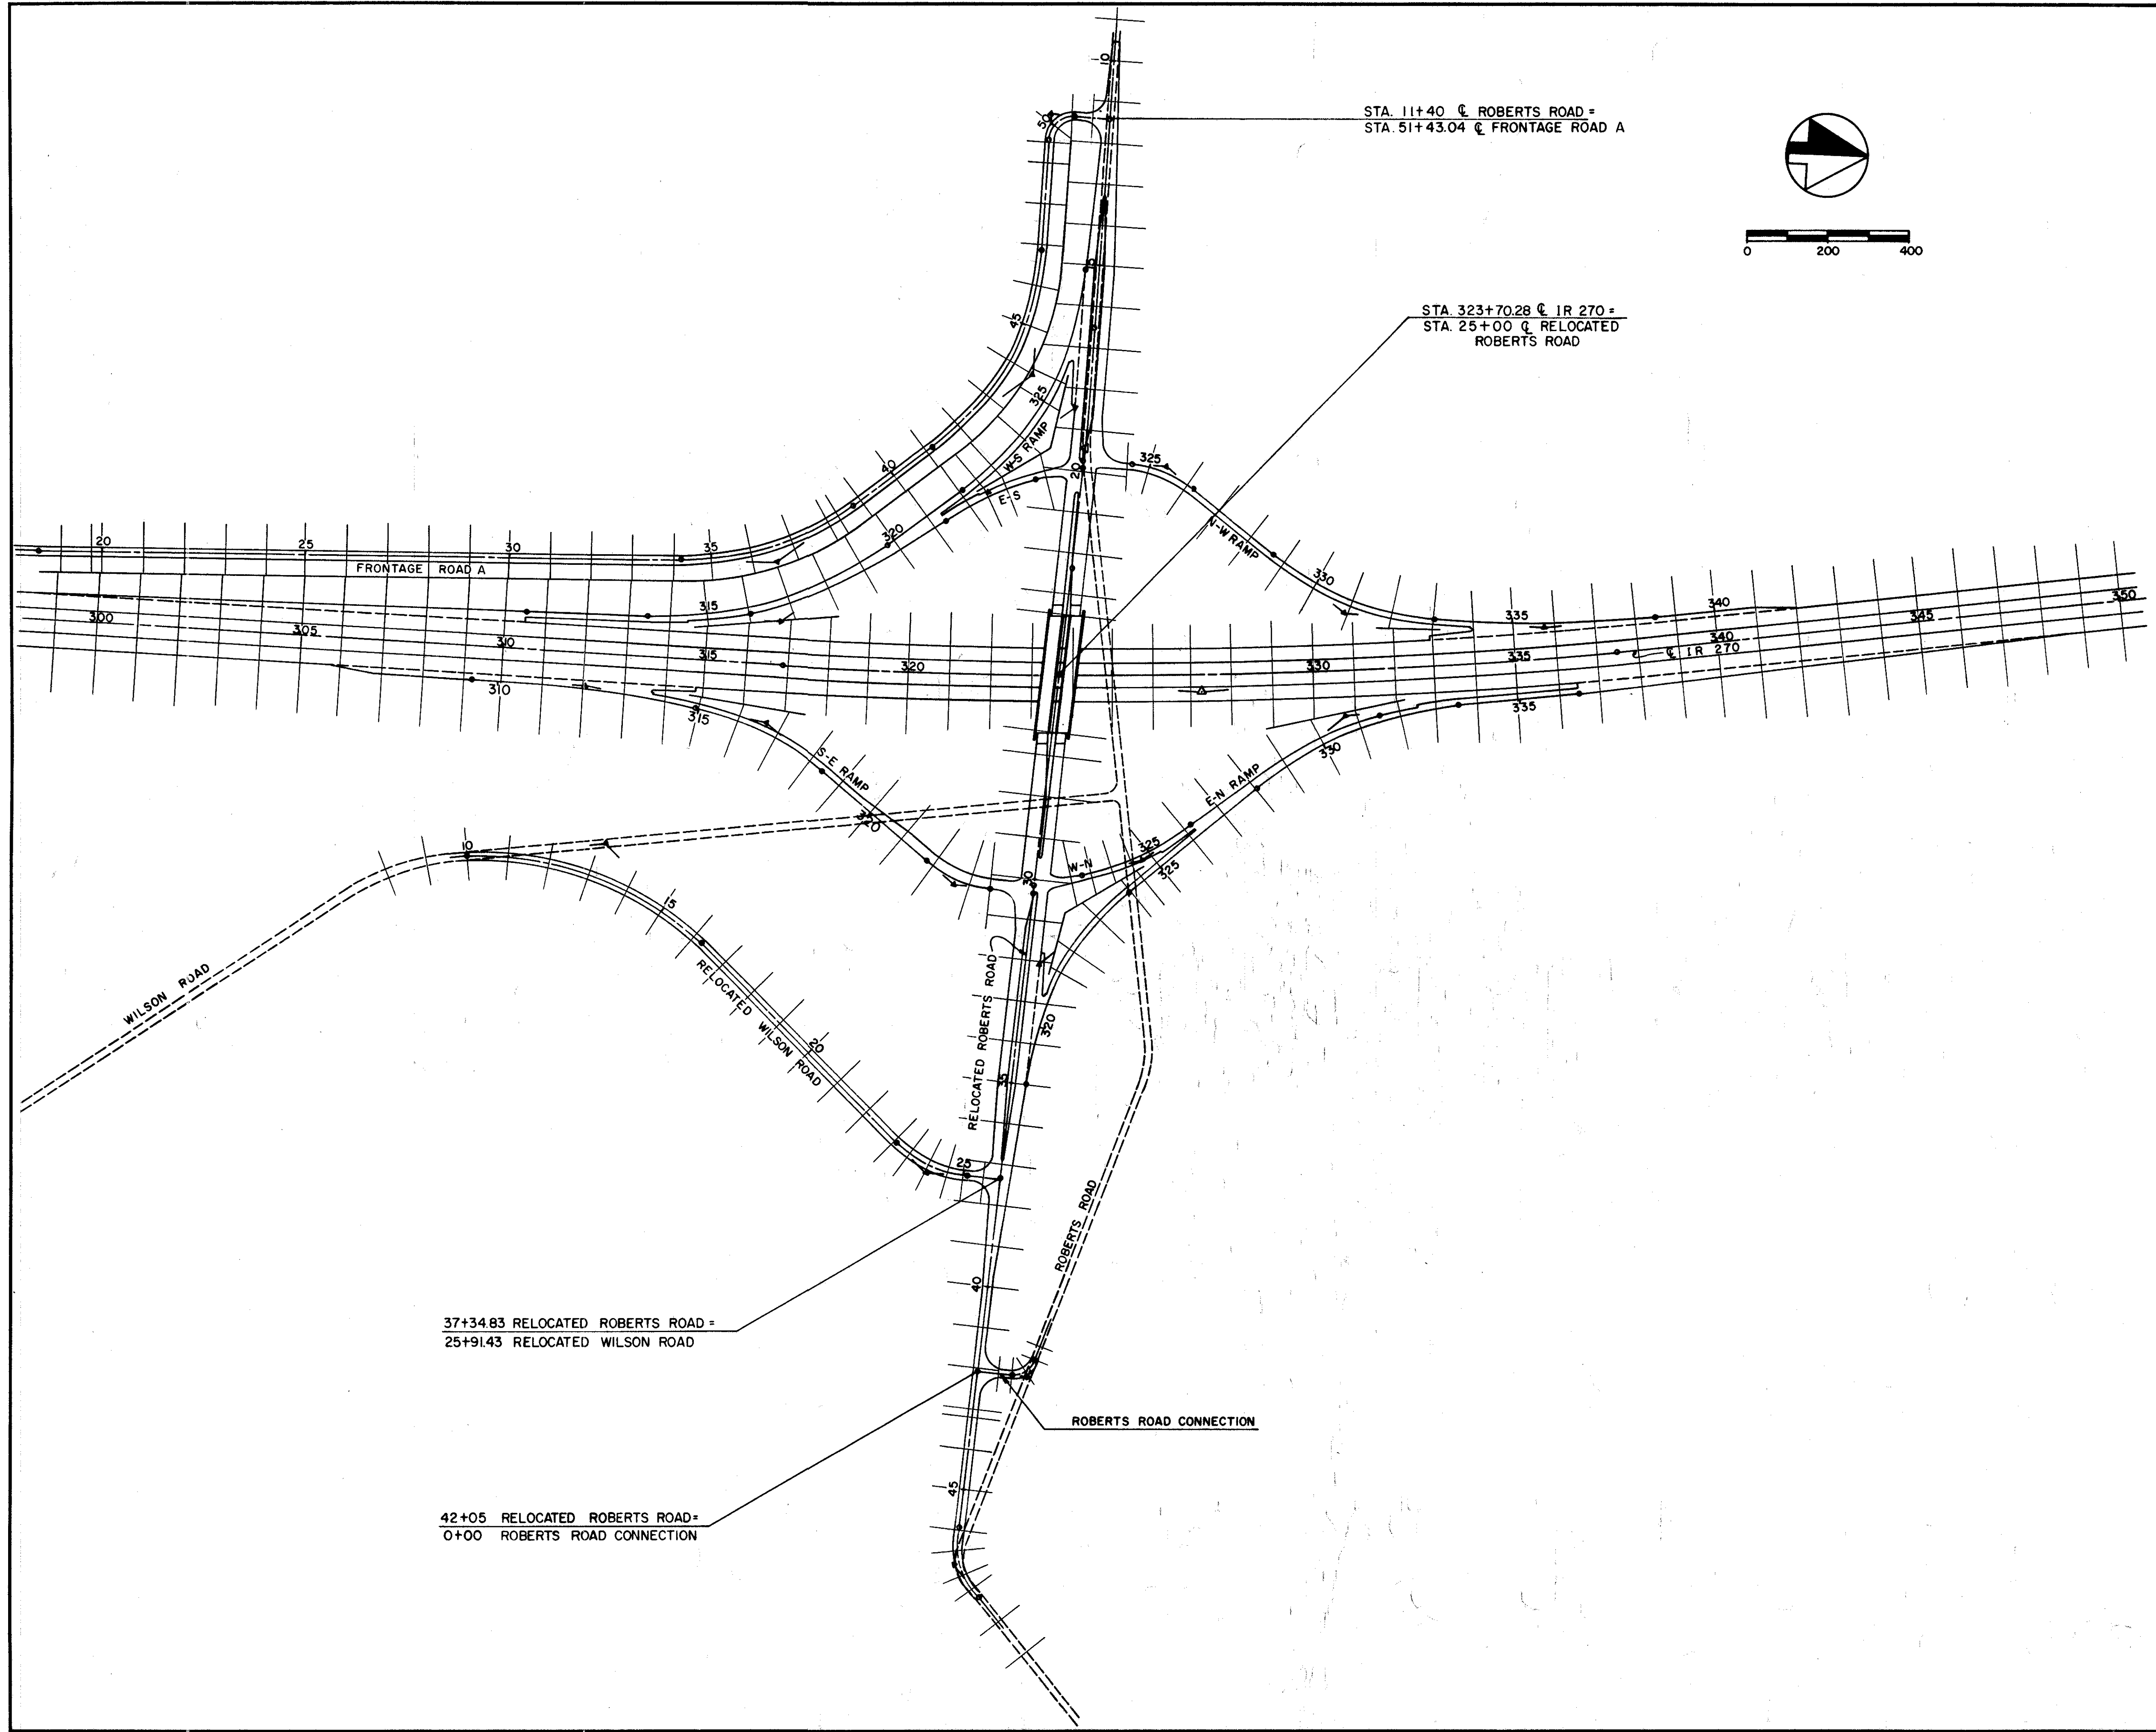 10
STA. 11+40 ℄ ROBERTS ROAD =
STA. 51+43.04 ℄ FRONTAGE ROAD A
50
0 200 400
15
STA. 323+70.28 ℄ IR 270 =
STA. 25+00 ℄ RELOCATED
ROBERTS ROAD
45
325
W-S RAMP
40
20
325
E-S
N-W RAMP
320
20 25 30 35
FRONTAGE ROAD A
330
315
335
340
350
300
305
310
315
320
330
335
340
345
℄ IR 270
310
315
335
330
S-E RAMP
E-N RAMP
320
10
325
W-N
325
30
15
WILSON ROAD
RELOCATED WILSON ROAD
20
RELOCATED ROBERTS ROAD
320
35
25
ROBERTS ROAD
40
37+34.83 RELOCATED ROBERTS ROAD =
25+91.43 RELOCATED WILSON ROAD
ROBERTS ROAD CONNECTION
45
42+05 RELOCATED ROBERTS ROAD=
0+00 ROBERTS ROAD CONNECTION